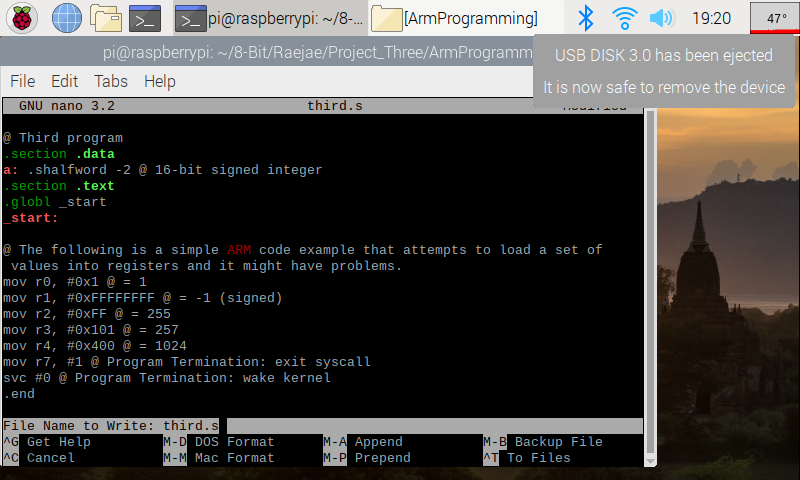 pi@raspberrypi: ~/8-...
[ArmProgramming]
19:20
47°
pi@raspberrypi: ~/8-Bit/Raejae/Project_Three/ArmProgramm
USB DISK 3.0 has been ejected
It is now safe to remove the device
File Edit Tabs Help
GNU nano 3.2 third.s
@ Third program
.section .data
a: .shalfword -2 @ 16-bit signed integer
.section .text
.globl _start
_start:
@ The following is a simple ARM code example that attempts to load a set of
values into registers and it might have problems.
mov r0, #0x1 @ = 1
mov r1, #0xFFFFFFFF @ = -1 (signed)
mov r2, #0xFF @ = 255
mov r3, #0x101 @ = 257
mov r4, #0x400 @ = 1024
mov r7, #1 @ Program Termination: exit syscall
svc #0 @ Program Termination: wake kernel
.end
File Name to Write: third.s
^G Get Help M-D DOS Format M-A Append M-B Backup File
^C Cancel M-M Mac Format M-P Prepend ^T To Files